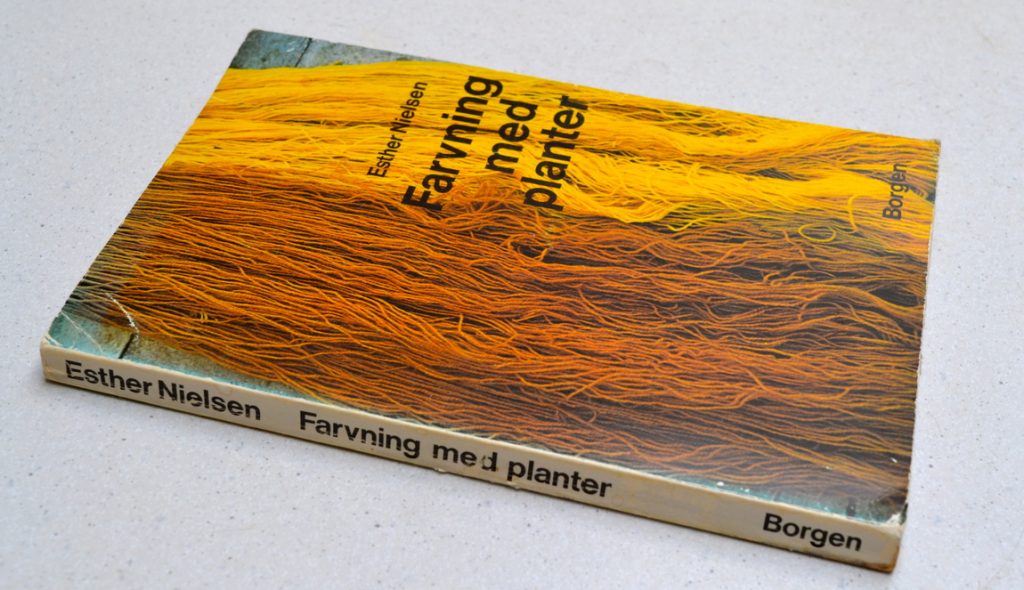 Esther Nielsen
Farvning
med
planter
Borgen
Esther Nielsen Farvning med planter Borgen